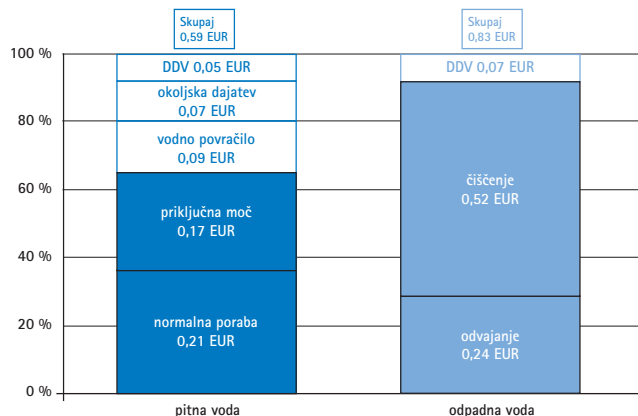 Skupaj
0,59 EUR
Skupaj
0,83 EUR
100 %
80 %
60 %
40 %
20 %
0 %
DDV 0,05 EUR
okoljska dajatev
0,07 EUR
vodno povračilo
0,09 EUR
priključna moč
0,17 EUR
normalna poraba
0,21 EUR
DDV 0,07 EUR
čiščenje
0,52 EUR
odvajanje
0,24 EUR
pitna voda
odpadna voda